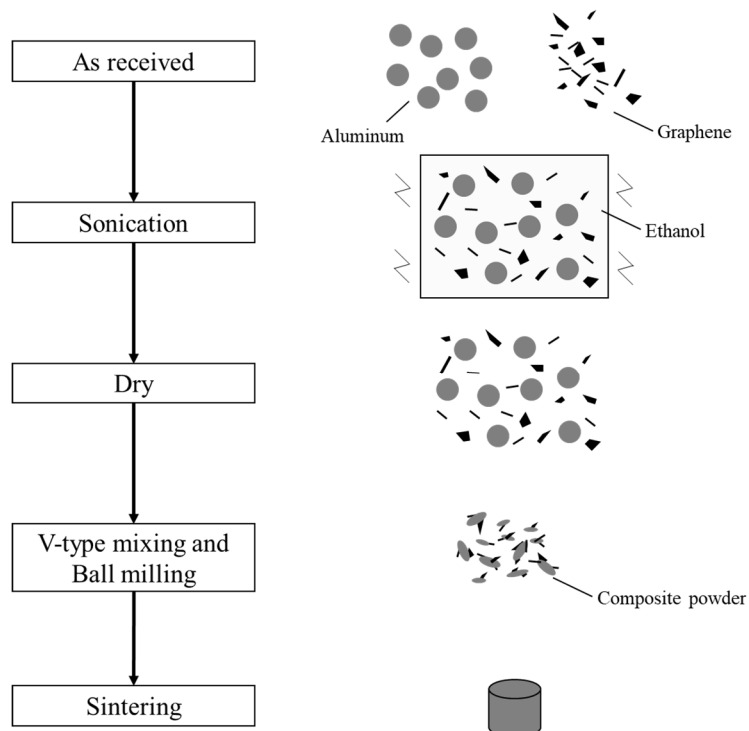 As received
Aluminum
Graphene
Sonication
Ethanol
Dry
V-type mixing and
Ball milling
Composite powder
Sintering